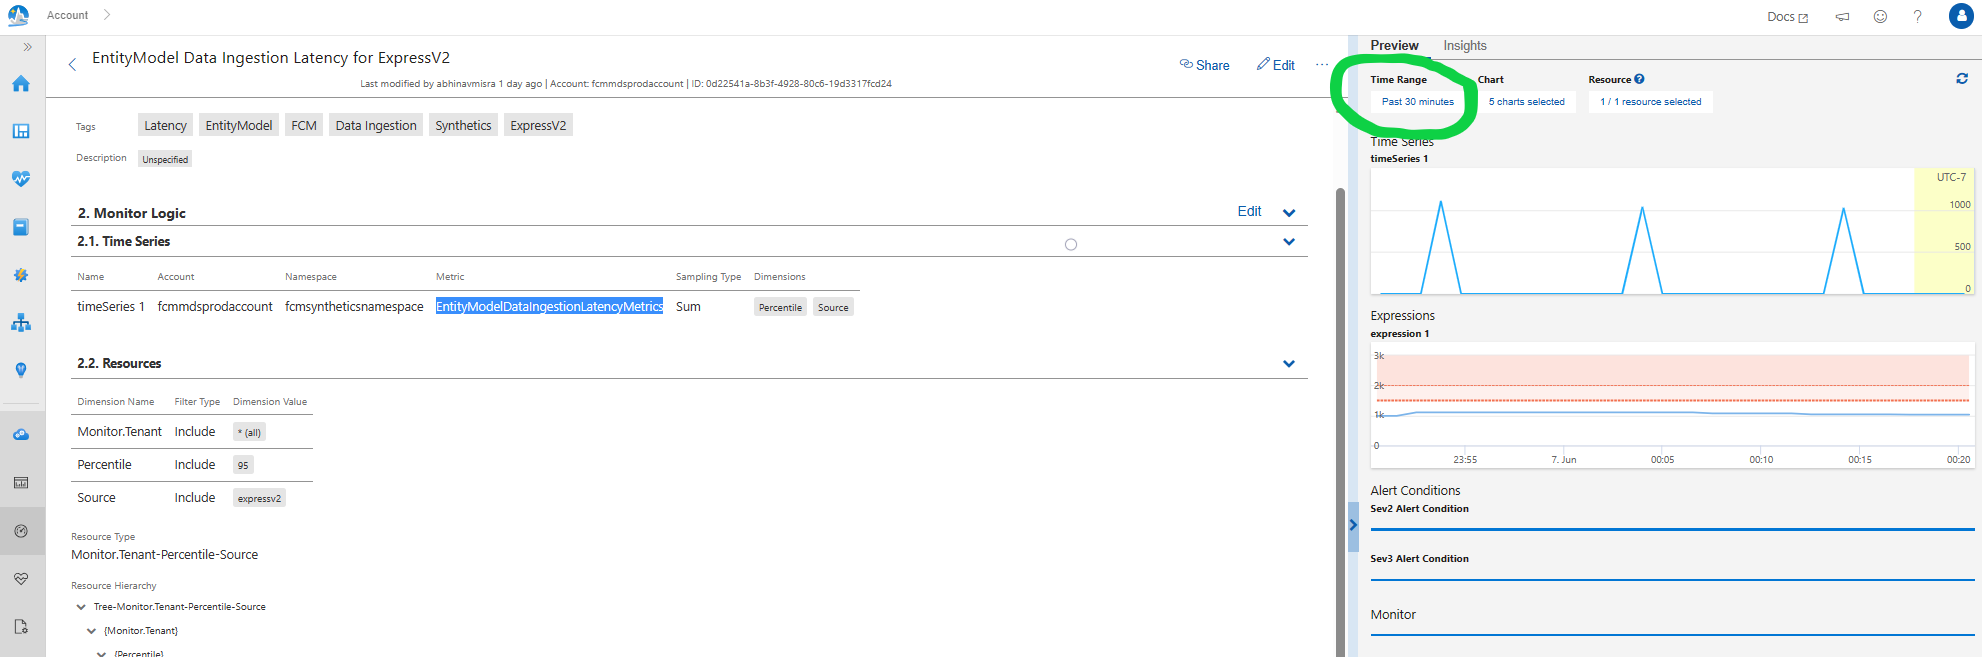 Account
Docs
?
EntityModel Data Ingestion Latency for ExpressV2
Share
Edit
...
Last modified by abhinavmisra 1 day ago | Account: fcmmdsprodaccount | ID: 0d22541a-8b3f-4928-80c6-19d3317fcd24
Tags Latency EntityModel FCM Data Ingestion Synthetics ExpressV2
Description Unspecified
2. Monitor Logic Edit
2.1. Time Series
Name Account Namespace Metric Sampling Type Dimensions
timeSeries 1 fcmmdsprodaccount fcmsyntheticsnamespace EntityModelDataIngestionLatencyMetrics Sum Percentile Source
2.2. Resources
Dimension Name Filter Type Dimension Value
Monitor.Tenant Include * (all)
Percentile Include 95
Source Include expressv2
Resource Type
Monitor.Tenant-Percentile-Source
Resource Hierarchy
Tree-Monitor.Tenant-Percentile-Source
{Monitor.Tenant}
{Percentile}
Preview Insights
Time Range Chart Resource ?
Past 30 minutes 5 charts selected 1 / 1 resource selected
Time Series
timeSeries 1
UTC-7
1000
500
0
Expressions
expression 1
3k
2k
1k
0
23:55 7. Jun 00:05 00:10 00:15 00:20
Alert Conditions
Sev2 Alert Condition
Sev3 Alert Condition
Monitor